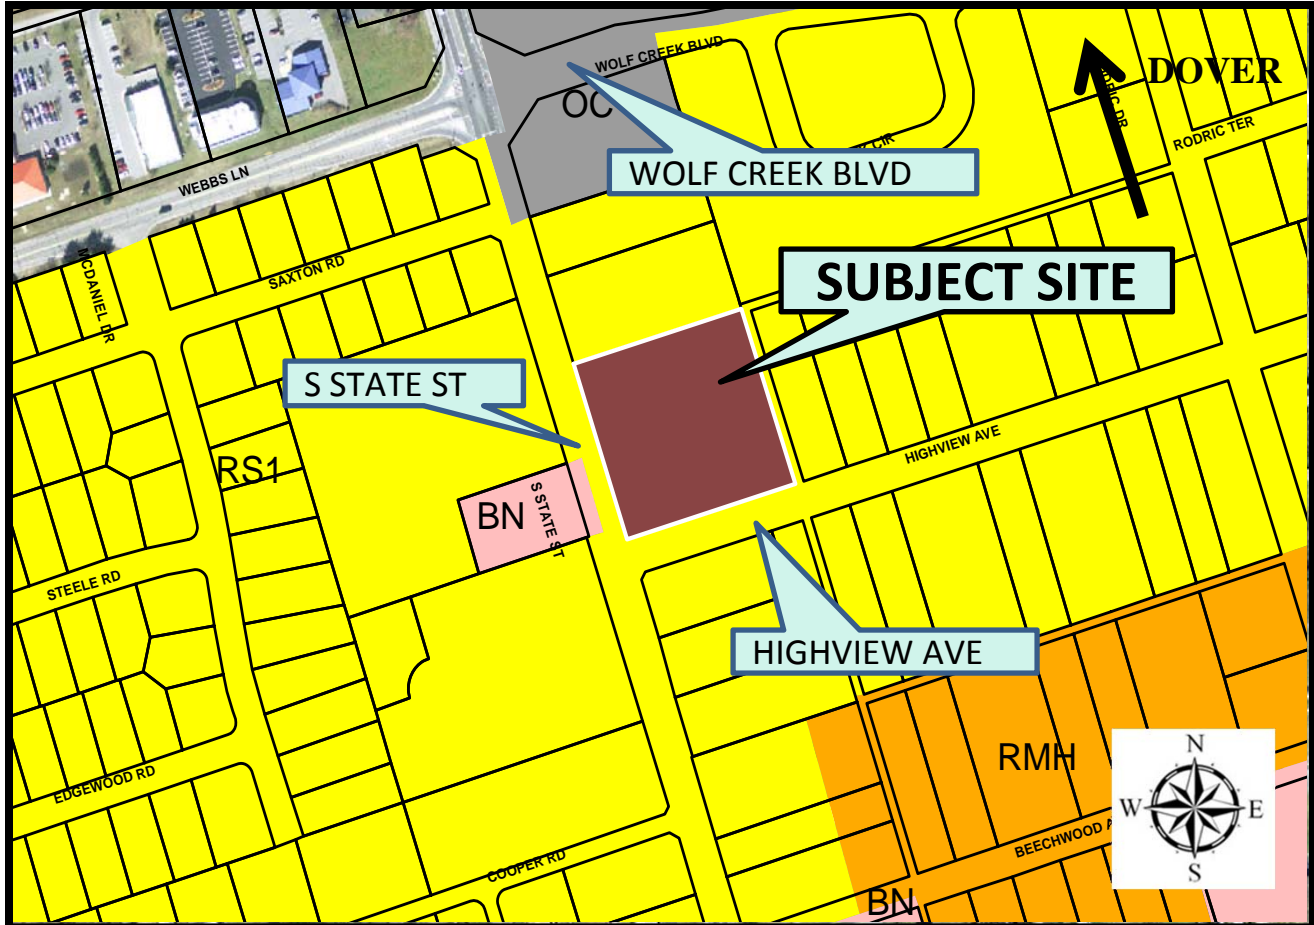 WOLF CREEK BLVD
DOVER
OC
RODRIC TER
WOLF CREEK BLVD
WEBBS LN
SAXTON RD
MCDANIEL DR
SUBJECT SITE
S STATE ST
HIGHVIEW AVE
RS1
BN
S STATE ST
STEELE RD
HIGHVIEW AVE
RMH
N
W
E
S
EDGEWOOD RD
BEECHWOOD A
COOPER RD
BN